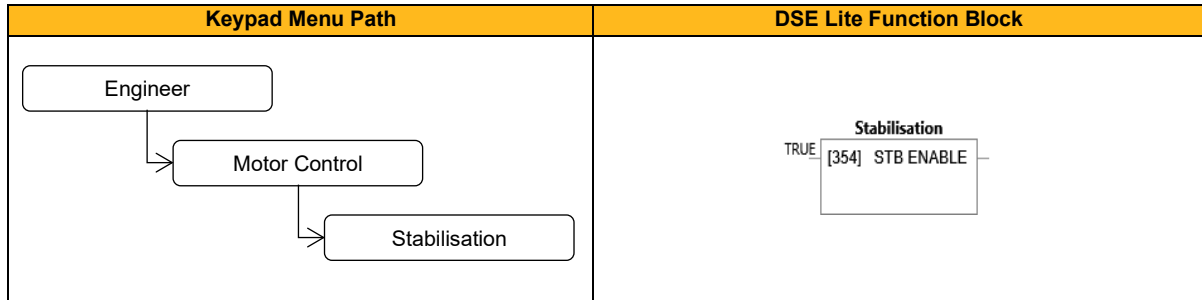 Keypad Menu Path
DSE Lite Function Block
Engineer
Motor Control
Stabilisation
Stabilisation
TRUE [354] STB ENABLE